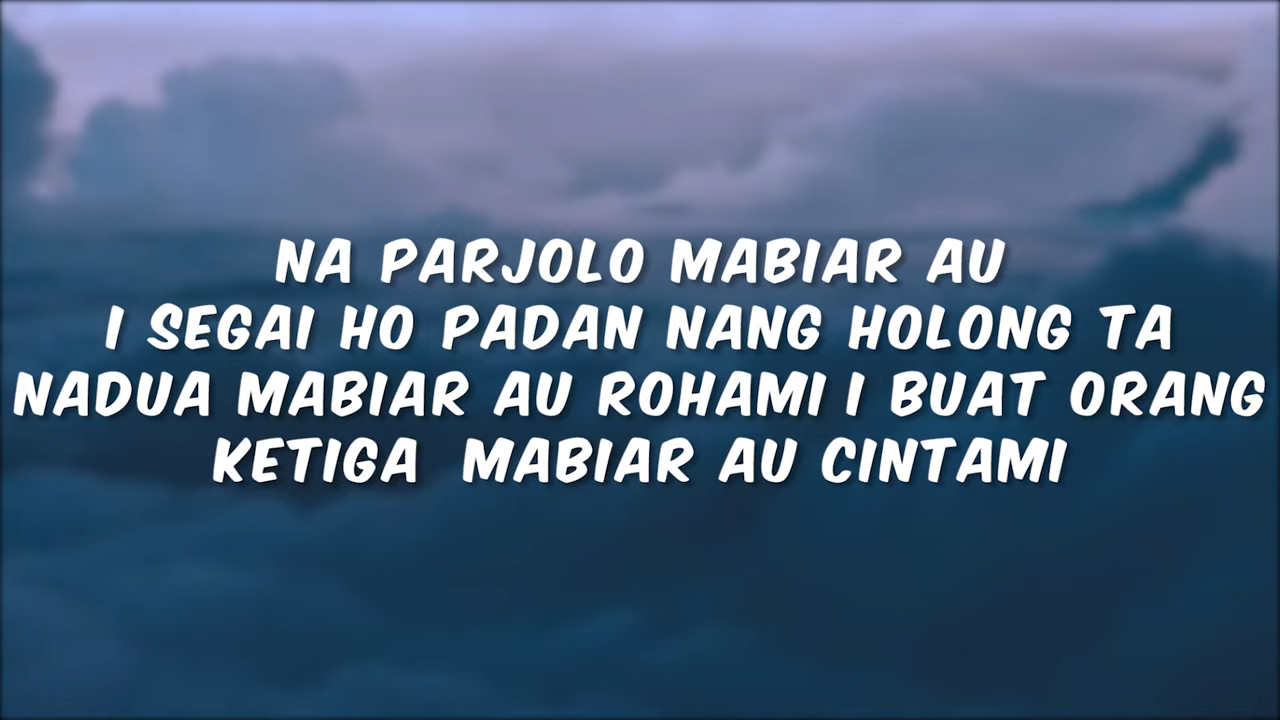 NA PARJOLO MABIAR AU
I SEGAI HO PADAN NANG HOLONG TA
NADUA MABIAR AU ROHAMI I BUAT ORANG
KETIGA MABIAR AU CINTAMI